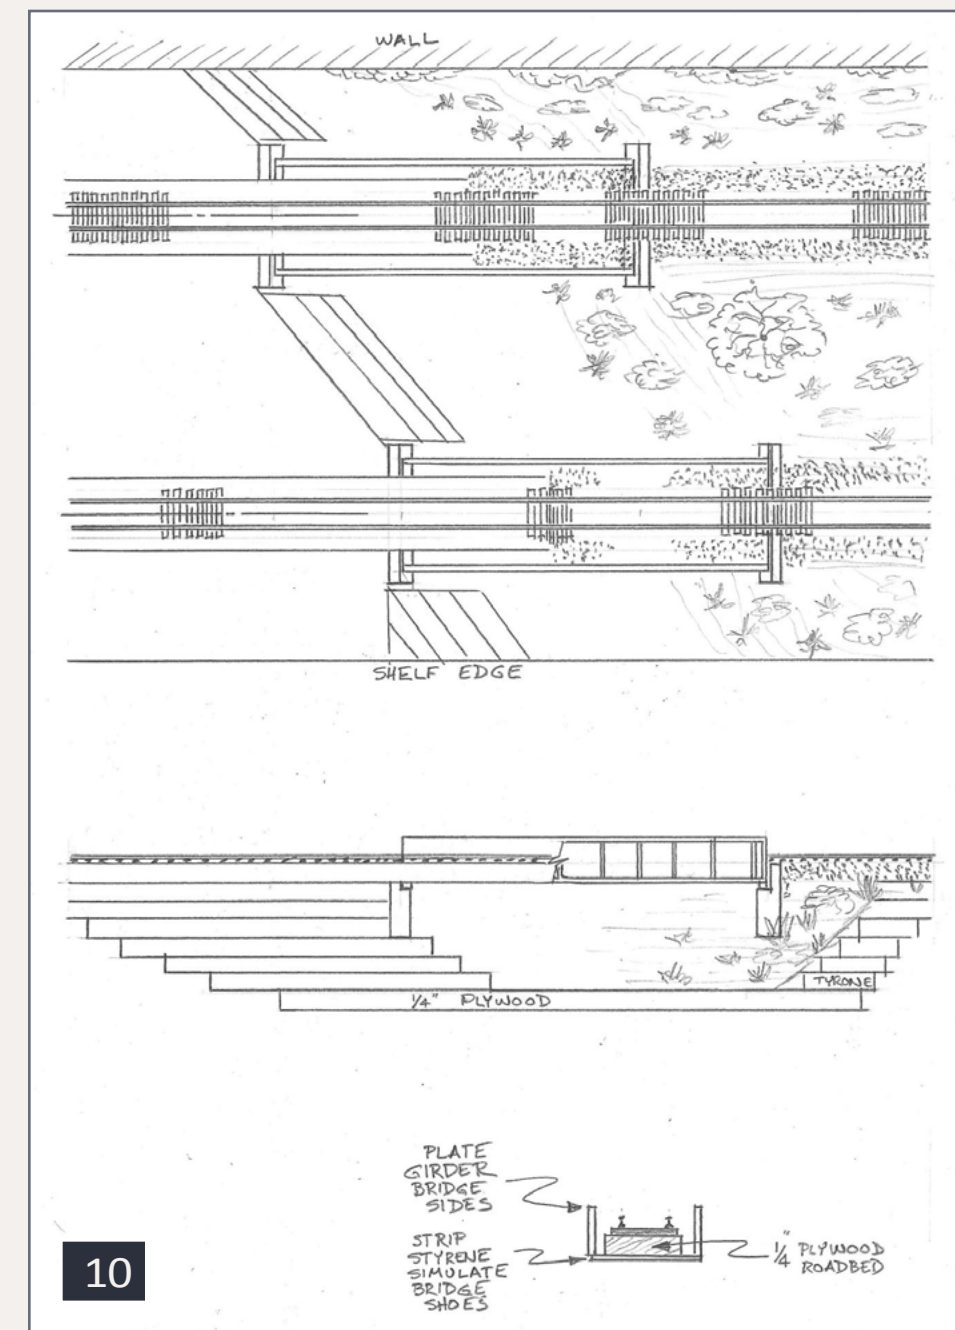 WALL
SHELF EDGE
TYRONE
1/4" PLYWOOD
PLATE
GIRDER
BRIDGE
SIDES
STRIP
STYRENE
SIMULATE
BRIDGE
SHOES
1/4" PLYWOOD
ROADBED
10